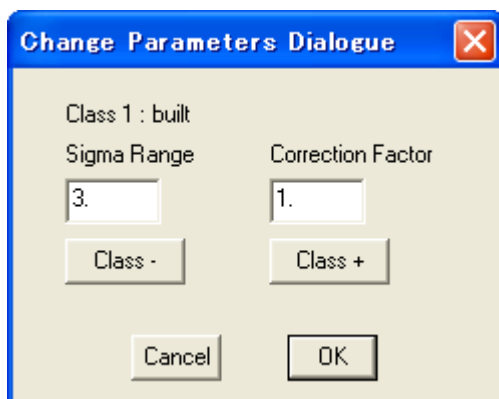 Change Parameters Dialogue
Class 1 : built
Sigma Range Correction Factor
3. 1.
Class - Class +
Cancel OK